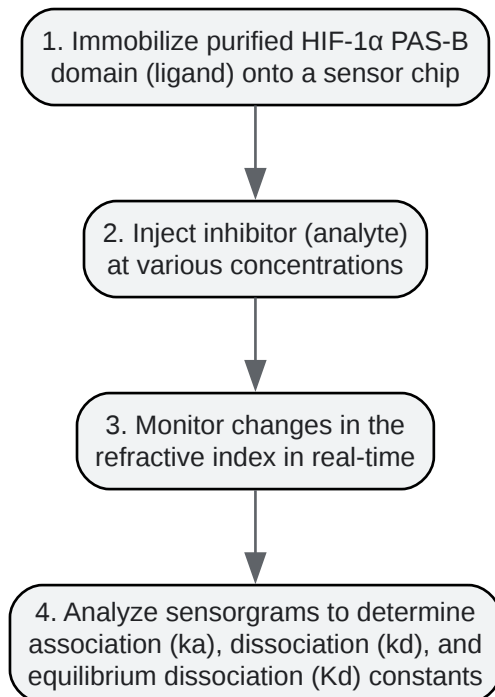 1. Immobilize purified HIF-1α PAS-B
domain (ligand) onto a sensor chip
2. Inject inhibitor (analyte)
at various concentrations
3. Monitor changes in the
refractive index in real-time
4. Analyze sensorgrams to determine
association (ka), dissociation (kd), and
equilibrium dissociation (Kd) constants